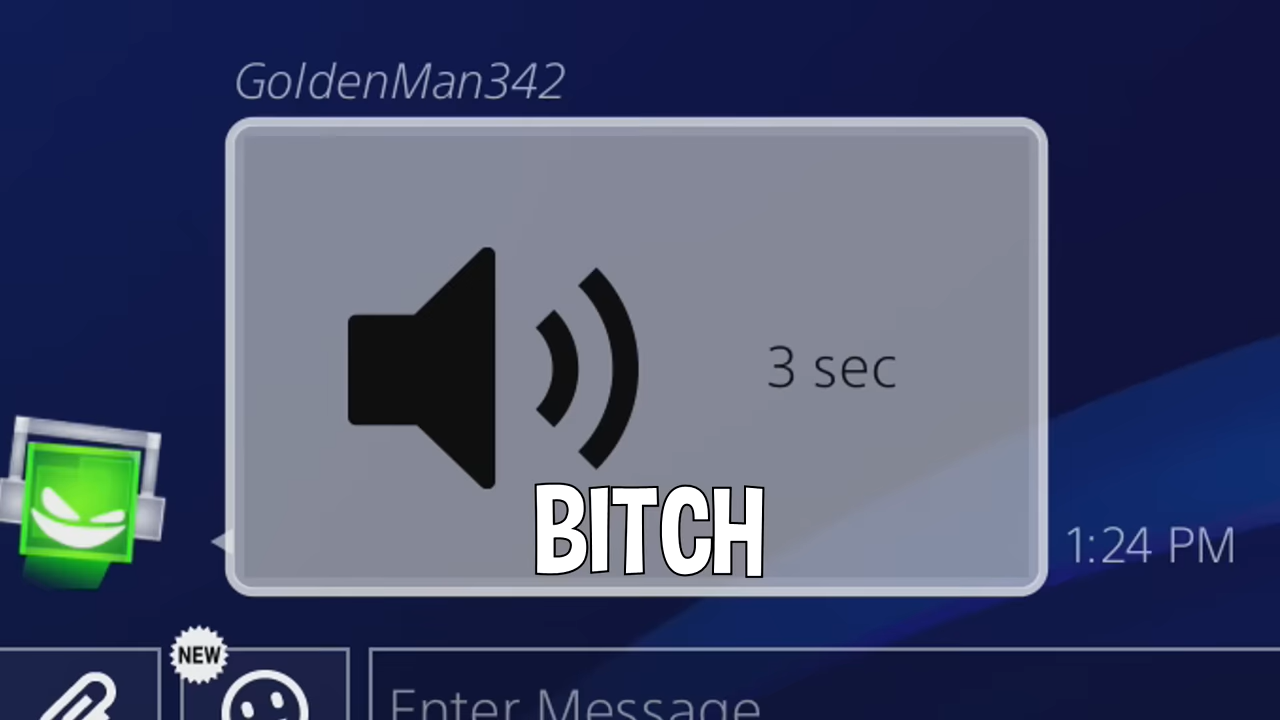 GoldenMan342
3 sec
BITCH
1:24 PM
NEW
Enter Message